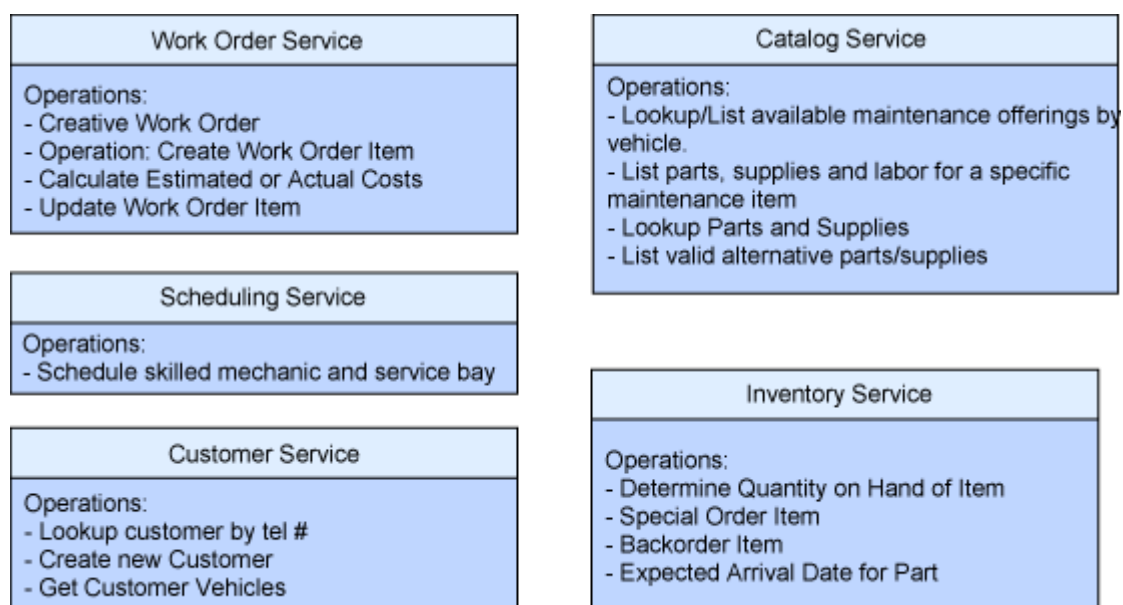 Work Order Service
Operations:
- Creative Work Order
- Operation: Create Work Order Item
- Calculate Estimated or Actual Costs
- Update Work Order Item
Scheduling Service
Operations:
- Schedule skilled mechanic and service bay
Customer Service
Operations:
- Lookup customer by tel #
- Create new Customer
- Get Customer Vehicles
Catalog Service
Operations:
- Lookup/List available maintenance offerings by
vehicle.
- List parts, supplies and labor for a specific
maintenance item
- Lookup Parts and Supplies
- List valid alternative parts/supplies
Inventory Service
Operations:
- Determine Quantity on Hand of Item
- Special Order Item
- Backorder Item
- Expected Arrival Date for Part